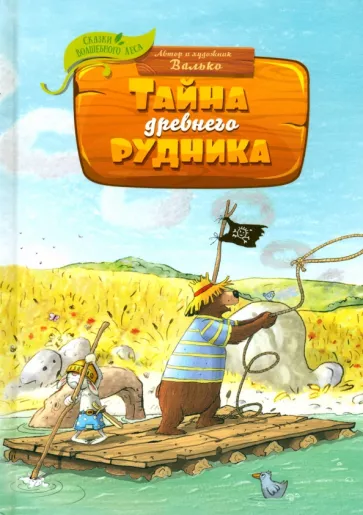 Сказки
волшебного леса
Автор и художник
Валько
Тайна
древнего
рудника